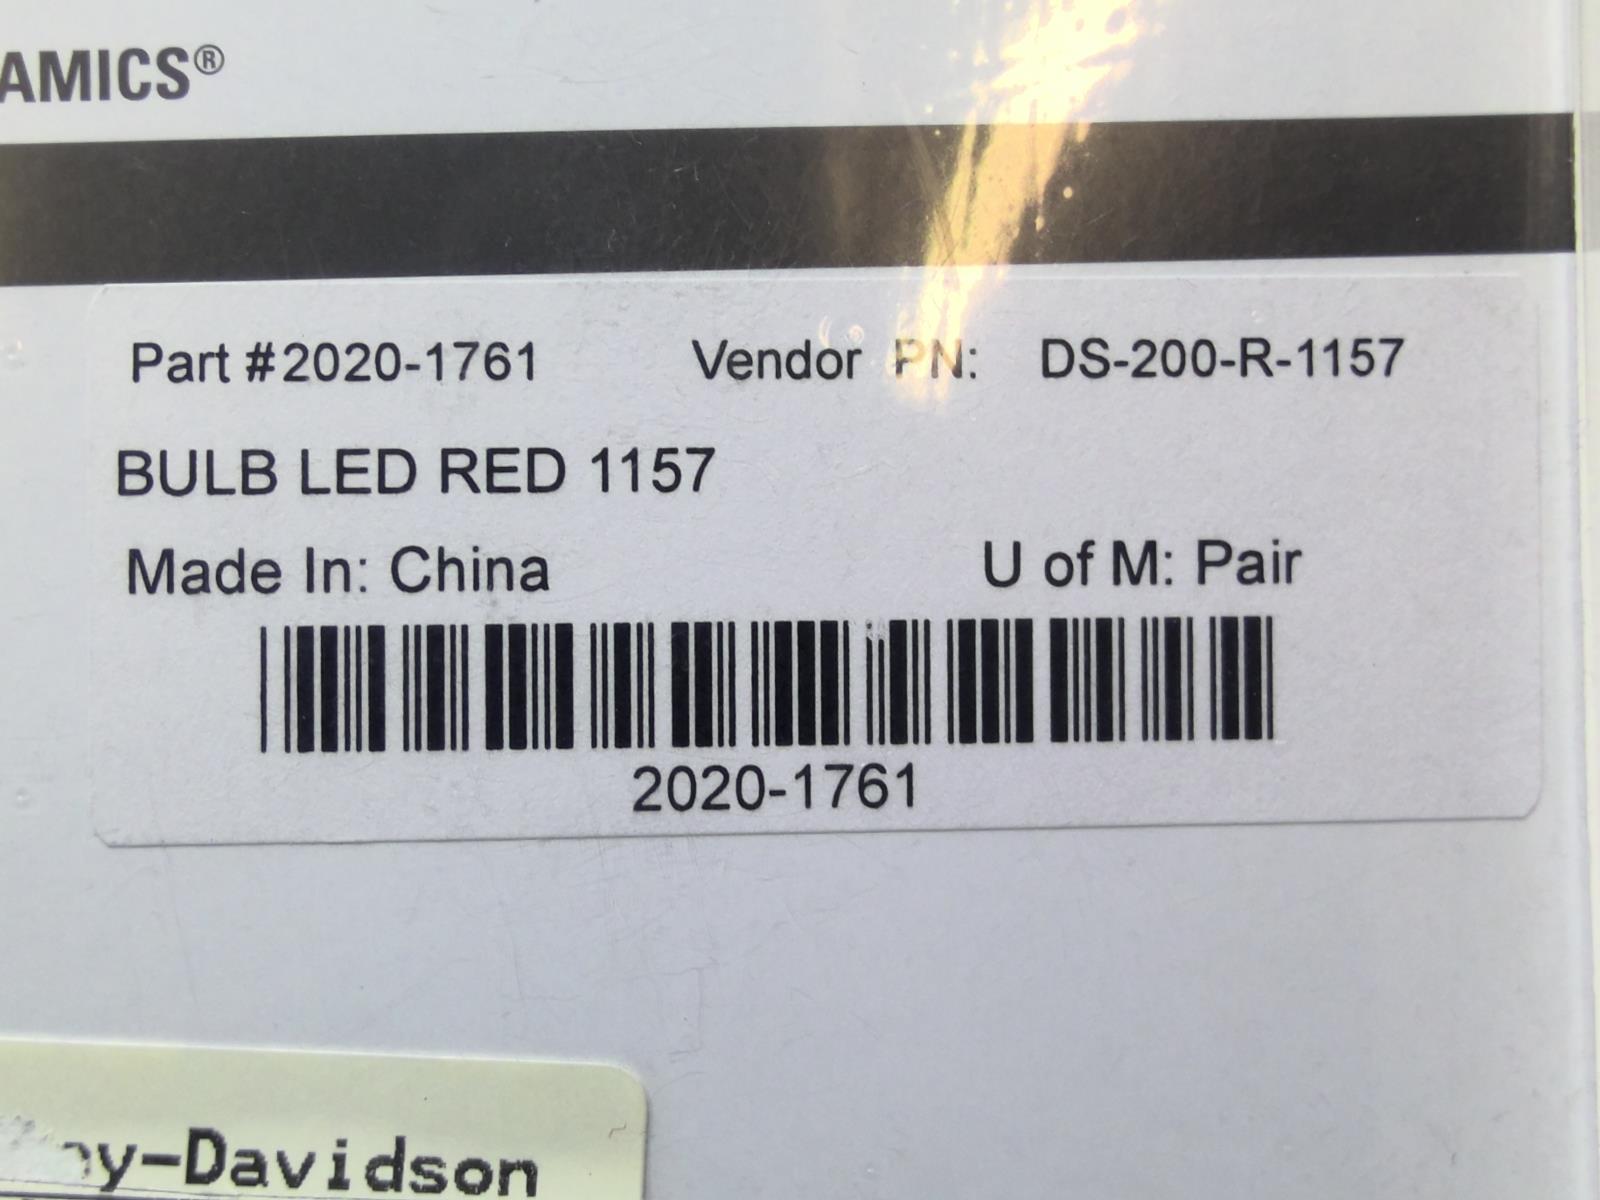 AMICS®
Part #2020-1761 Vendor PN: DS-200-R-1157
BULB LED RED 1157
Made In: China U of M: Pair
2020-1761
ey-Davidson